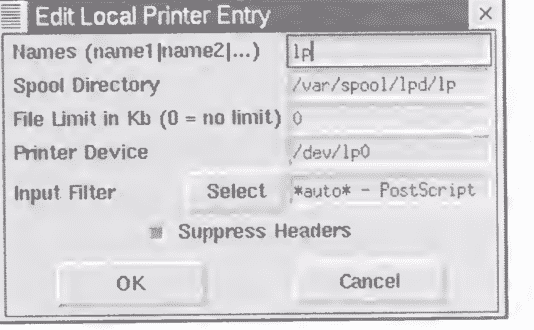 Edit Local Printer Entry
Names (name1|name2|...) lp
Spool Directory /var/spool/lpd/lp
File Limit in Kb (0 = no limit) 0
Printer Device /dev/lp0
Input Filter Select *auto* - PostScript
Suppress Headers
OK Cancel